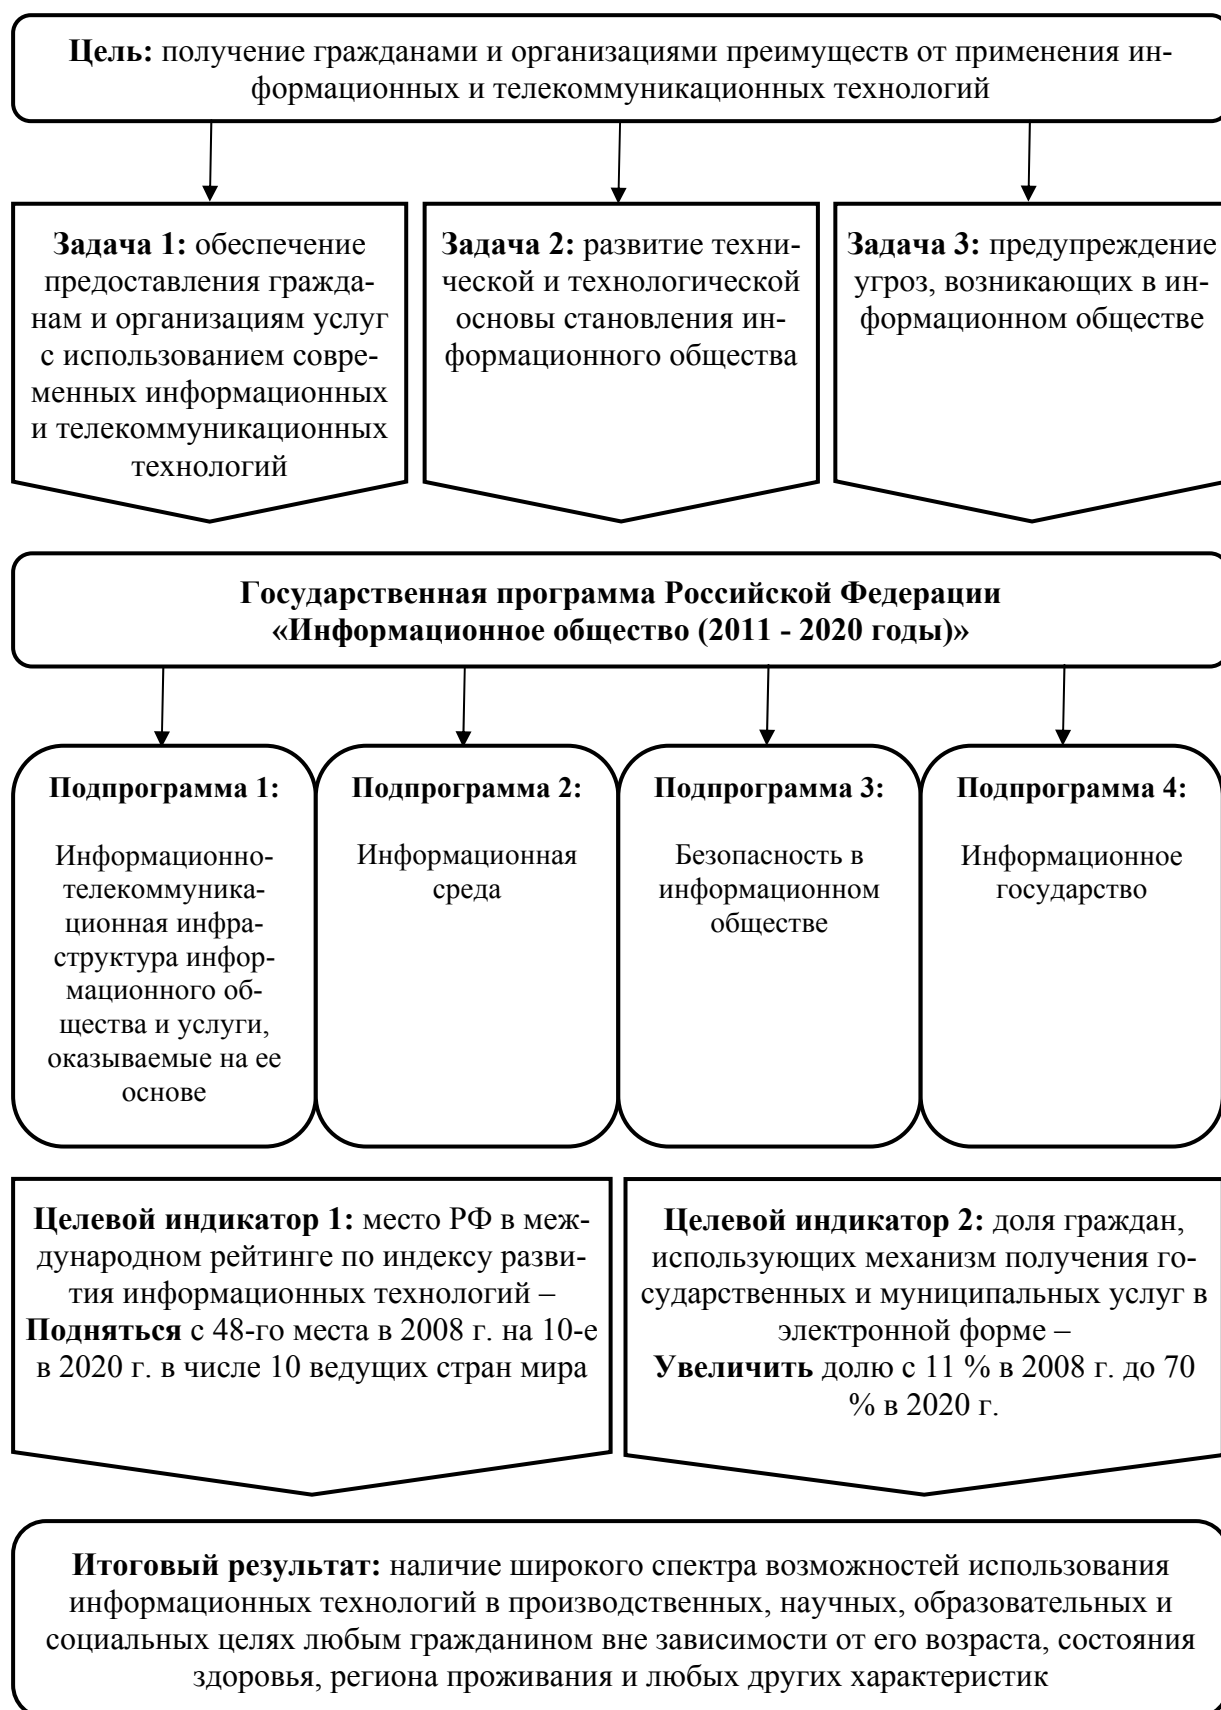 Цель: получение гражданами и организациями преимуществ от применения ин-
формационных и телекоммуникационных технологий
Задача 1: обеспечение
предоставления гражда-
нам и организациям услуг
с использованием совре-
менных информационных
и телекоммуникационных
технологий
Задача 2: развитие техни-
ческой и технологической
основы становления ин-
формационного общества
Задача 3: предупреждение
угроз, возникающих в ин-
формационном обществе
Государственная программа Российской Федерации
«Информационное общество (2011 - 2020 годы)»
Подпрограмма 1:
Информационно-
телекоммуника-
ционная инфра-
структура инфор-
мационного об-
щества и услуги,
оказываемые на ее
основе
Подпрограмма 2:
Информационная
среда
Подпрограмма 3:
Безопасность в
информационном
обществе
Подпрограмма 4:
Информационное
государство
Целевой индикатор 1: место РФ в меж-
дународном рейтинге по индексу разви-
тия информационных технологий –
Подняться с 48-го места в 2008 г. на 10-е
в 2020 г. в числе 10 ведущих стран мира
Целевой индикатор 2: доля граждан,
использующих механизм получения го-
сударственных и муниципальных услуг в
электронной форме –
Увеличить долю с 11 % в 2008 г. до 70
% в 2020 г.
Итоговый результат: наличие широкого спектра возможностей использования
информационных технологий в производственных, научных, образовательных и
социальных целях любым гражданином вне зависимости от его возраста, состояния
здоровья, региона проживания и любых других характеристик